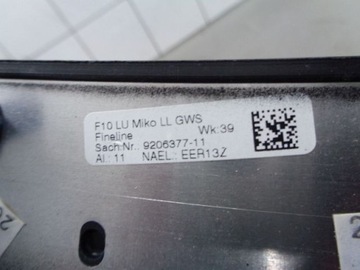 F10 LU Miko LL GWS
Fineline Wk:39
Sach:Nr.. 9206377-11
AI.: 11 NAEL.: EER13Z